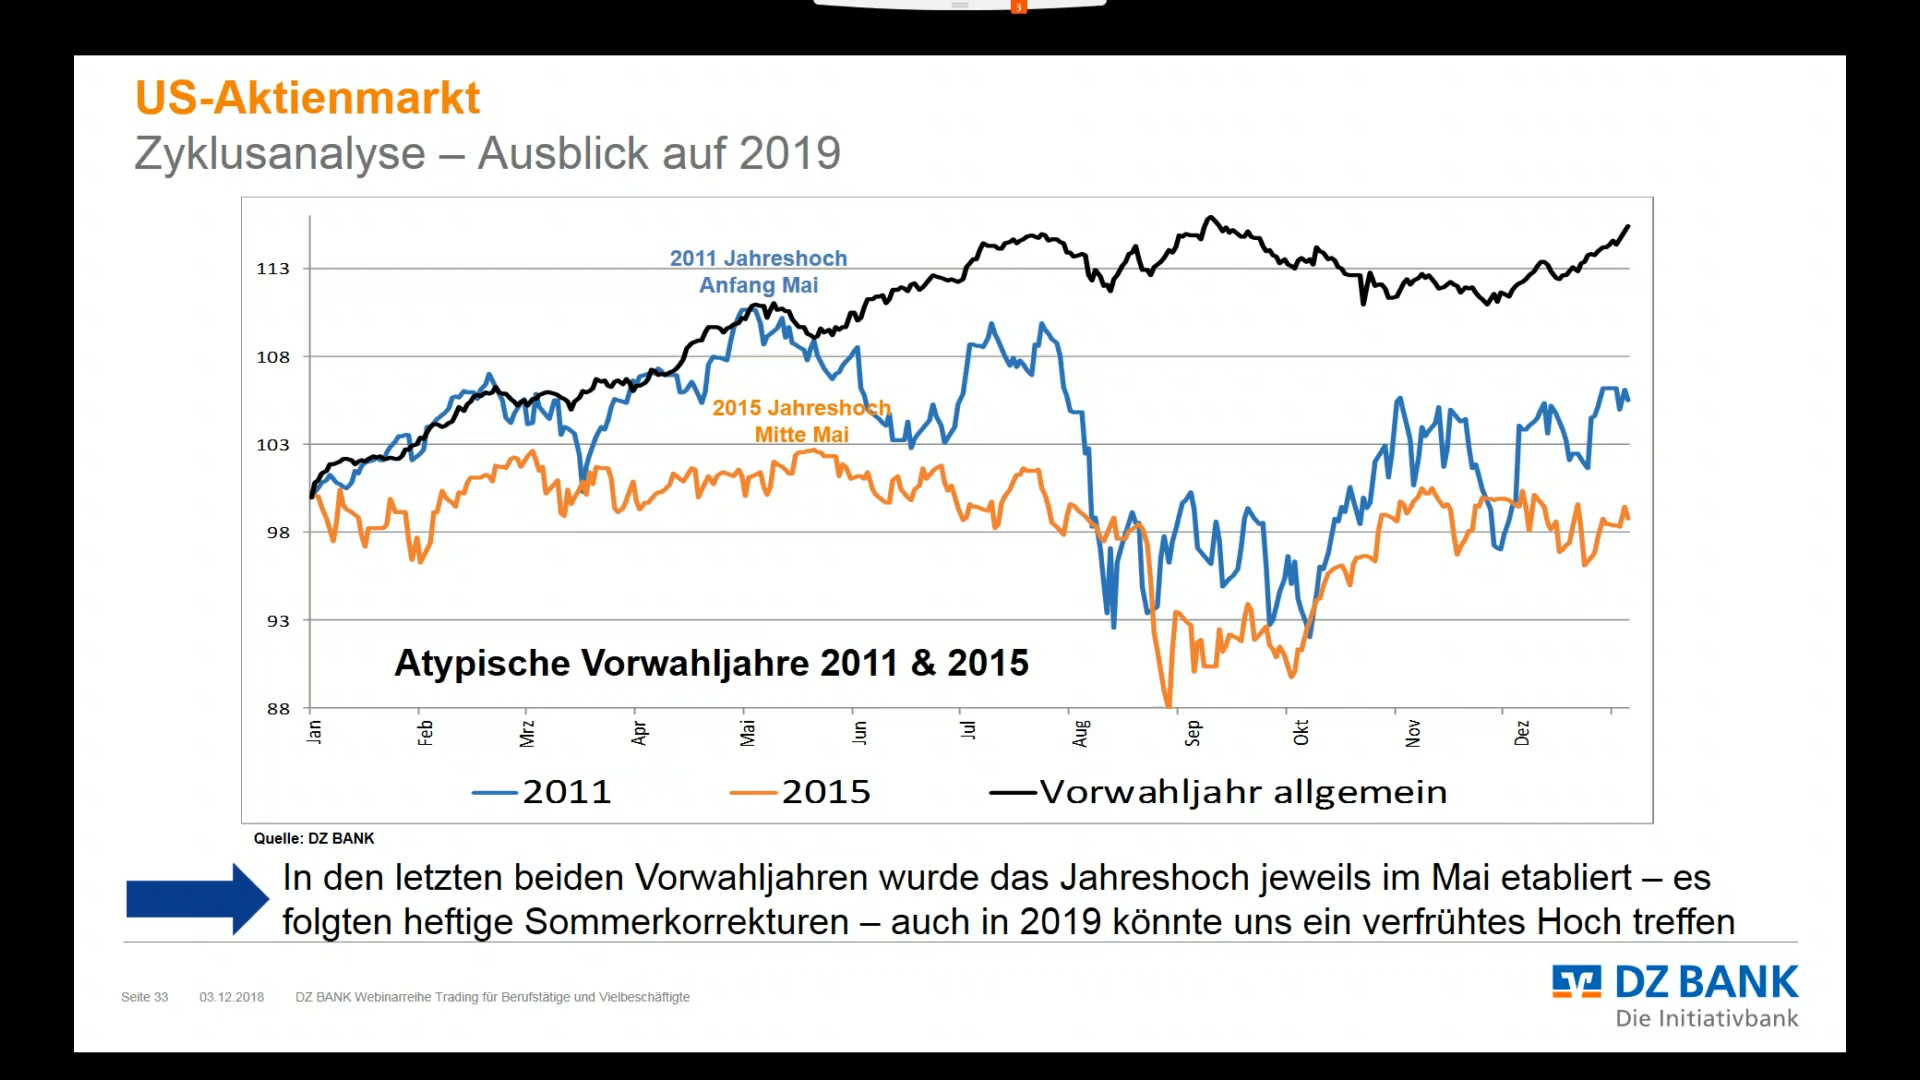 3
US-Aktienmarkt
Zyklusanalyse – Ausblick auf 2019
2011 Jahreshoch
Anfang Mai
2015 Jahreshoch
Mitte Mai
113
108
103
98
93
88
Atypische Vorwahljahre 2011 & 2015
Jan Feb Mrz Apr Mai Jun Jul Aug Sep Okt Nov Dez
2011 2015 Vorwahljahr allgemein
Quelle: DZ BANK
In den letzten beiden Vorwahljahren wurde das Jahreshoch jeweils im Mai etabliert – es
folgten heftige Sommerkorrekturen – auch in 2019 könnte uns ein verfrühtes Hoch treffen
Seite 33 03.12.2018 DZ BANK Webinarreihe Trading für Berufstätige und Vielbeschäftigte
DZ BANK
Die Initiativbank